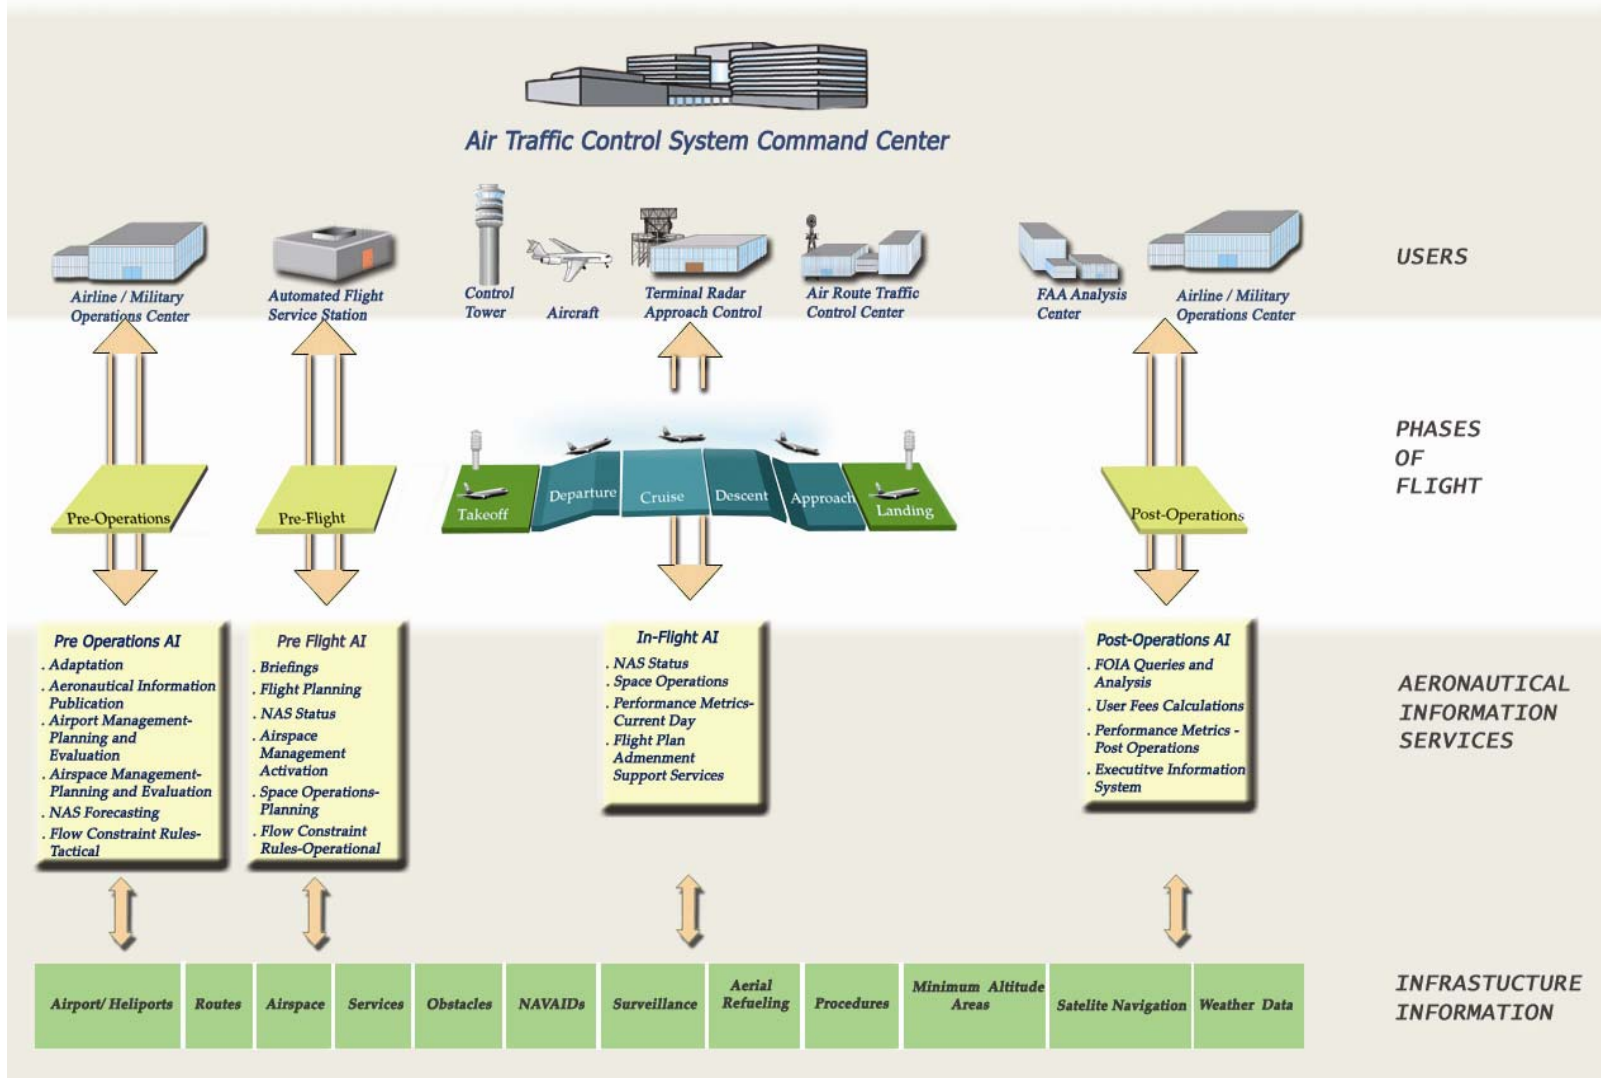 Air Traffic Control System Command Center
Airline / Military
Operations Center
Automated Flight
Service Station
Control
Tower
Aircraft
Terminal Radar
Approach Control
Air Route Traffic
Control Center
FAA Analysis
Center
Airline / Military
Operations Center
USERS
Pre-Operations
Pre-Flight
Takeoff
Departure
Cruise
Descent
Approach
Landing
Post-Operations
PHASES
OF
FLIGHT
Pre Operations AI
. Adaptation
. Aeronautical Information
Publication
. Airport Management-
Planning and
Evaluation
. Airspace Management-
Planning and Evaluation
. NAS Forecasting
. Flow Constraint Rules-
Tactical
Pre Flight AI
. Briefings
. Flight Planning
. NAS Status
. Airspace
Management
Activation
. Space Operations-
Planning
. Flow Constraint
Rules-Operational
In-Flight AI
. NAS Status
. Space Operations
. Performance Metrics-
Current Day
. Flight Plan
Admenment
Support Services
Post-Operations AI
. FOIA Queries and
Analysis
. User Fees Calculations
. Performance Metrics -
Post Operations
. Executitve Information
System
AERONAUTICAL
INFORMATION
SERVICES
Airport/ Heliports
Routes
Airspace
Services
Obstacles
NAVAIDs
Surveillance
Aerial
Refueling
Procedures
Minimum Altitude
Areas
Satelite Navigation
Weather Data
INFRASTUCTURE
INFORMATION